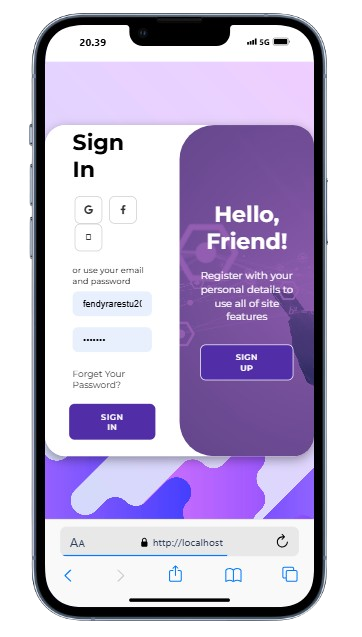 20.39
5G
Sign
In
G f
or use your email
and password
fendyrarestu20
•••••••
Forget Your
Password?
SIGN
IN
Hello,
Friend!
Register with your
personal details to
use all of site
features
SIGN
UP
AA
http://localhost